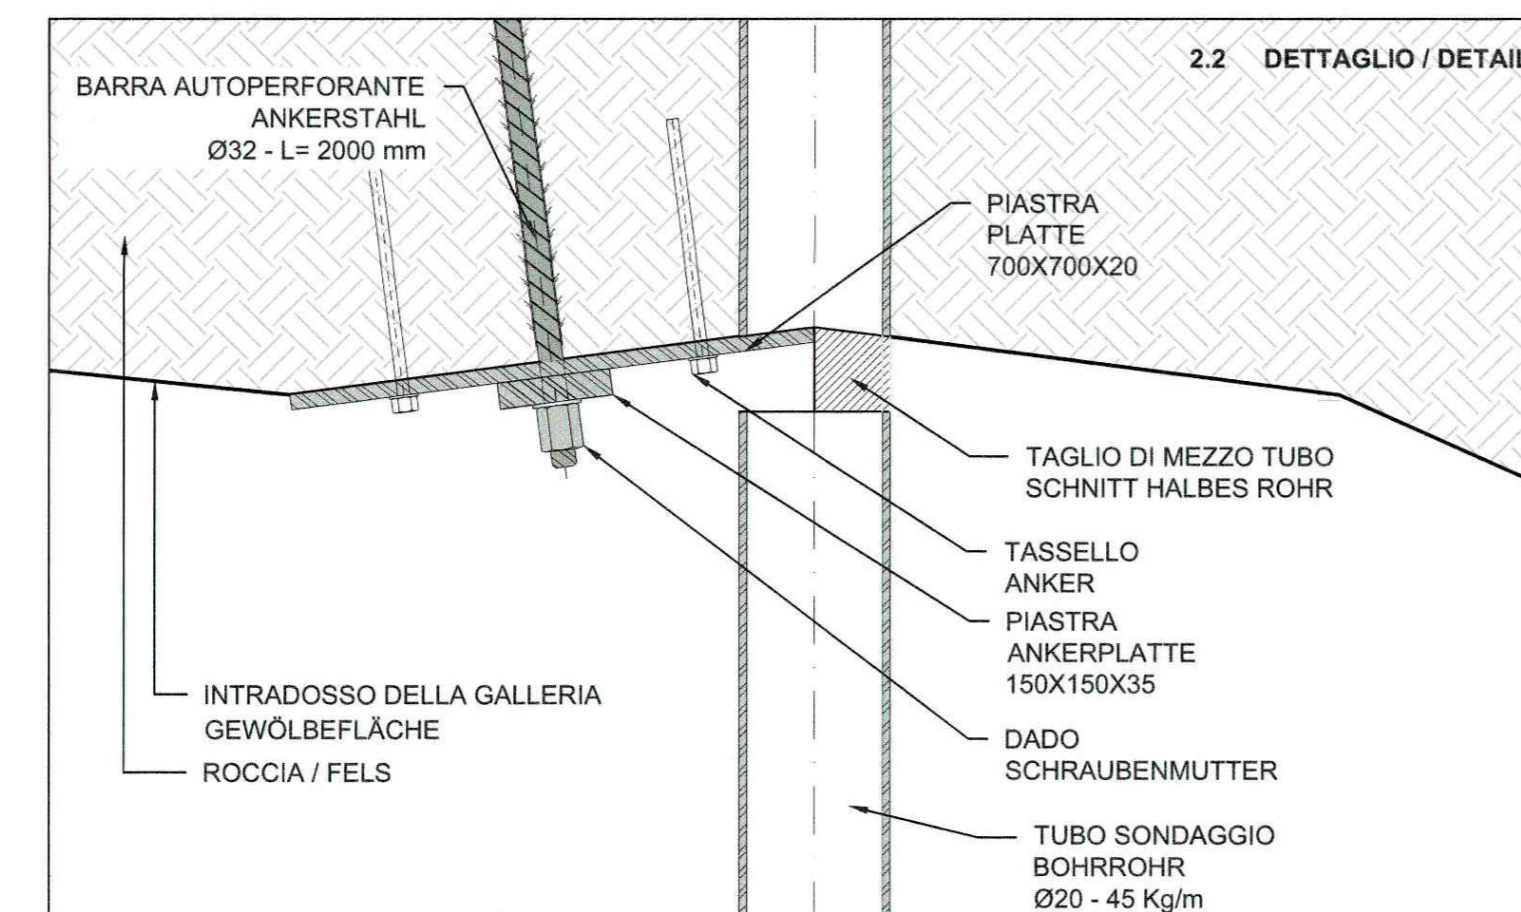 2.2 DETTAGLIO / DETAIL
BARRA AUTOPERFORANTE
ANKERSTAHL
Ø32 - L= 2000 mm
PIASTRA
PLATTE
700X700X20
TAGLIO DI MEZZO TUBO
SCHNITT HALBES ROHR
TASSELLO
ANKER
PIASTRA
ANKERPLATTE
150X150X35
INTRADOSSO DELLA GALLERIA
GEWÖLBEFLÄCHE
ROCCIA / FELS
DADO
SCHRAUBENMUTTER
TUBO SONDAGGIO
BOHRROHR
Ø20 - 45 Kg/m